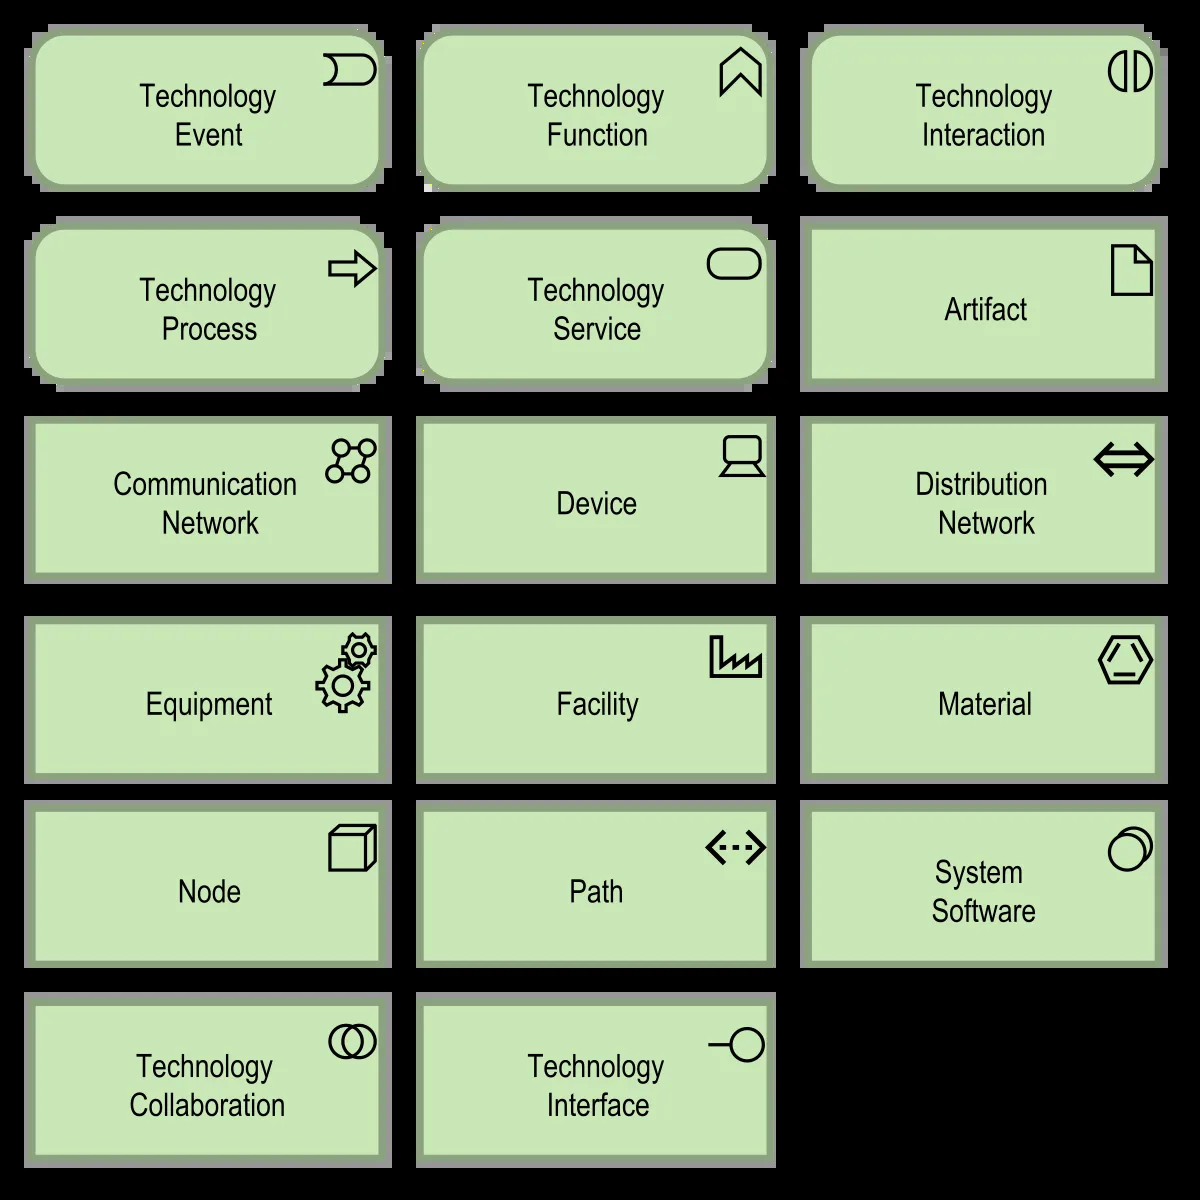 Technology
Event
Technology
Function
Technology
Interaction
Technology
Process
Technology
Service
Artifact
Communication
Network
Device
Distribution
Network
Equipment
Facility
Material
Node
Path
System
Software
Technology
Collaboration
Technology
Interface